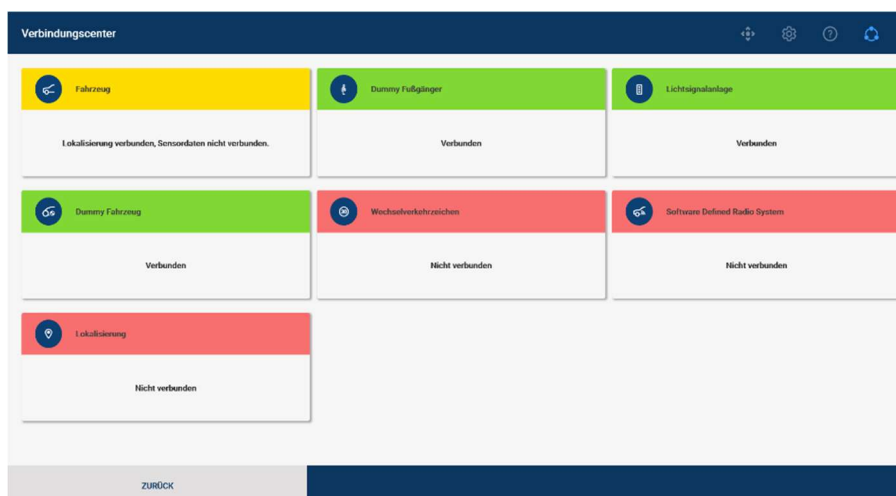 Verbindungscenter
Fahrzeug
Lokalisierung verbunden, Sensordaten nicht verbunden.
Dummy Fußgänger
Verbunden
Lichtsignalanlage
Verbunden
Dummy Fahrzeug
Verbunden
Wechselverkehrzeichen
Nicht verbunden
Software Defined Radio System
Nicht verbunden
Lokalisierung
Nicht verbunden
ZURÜCK